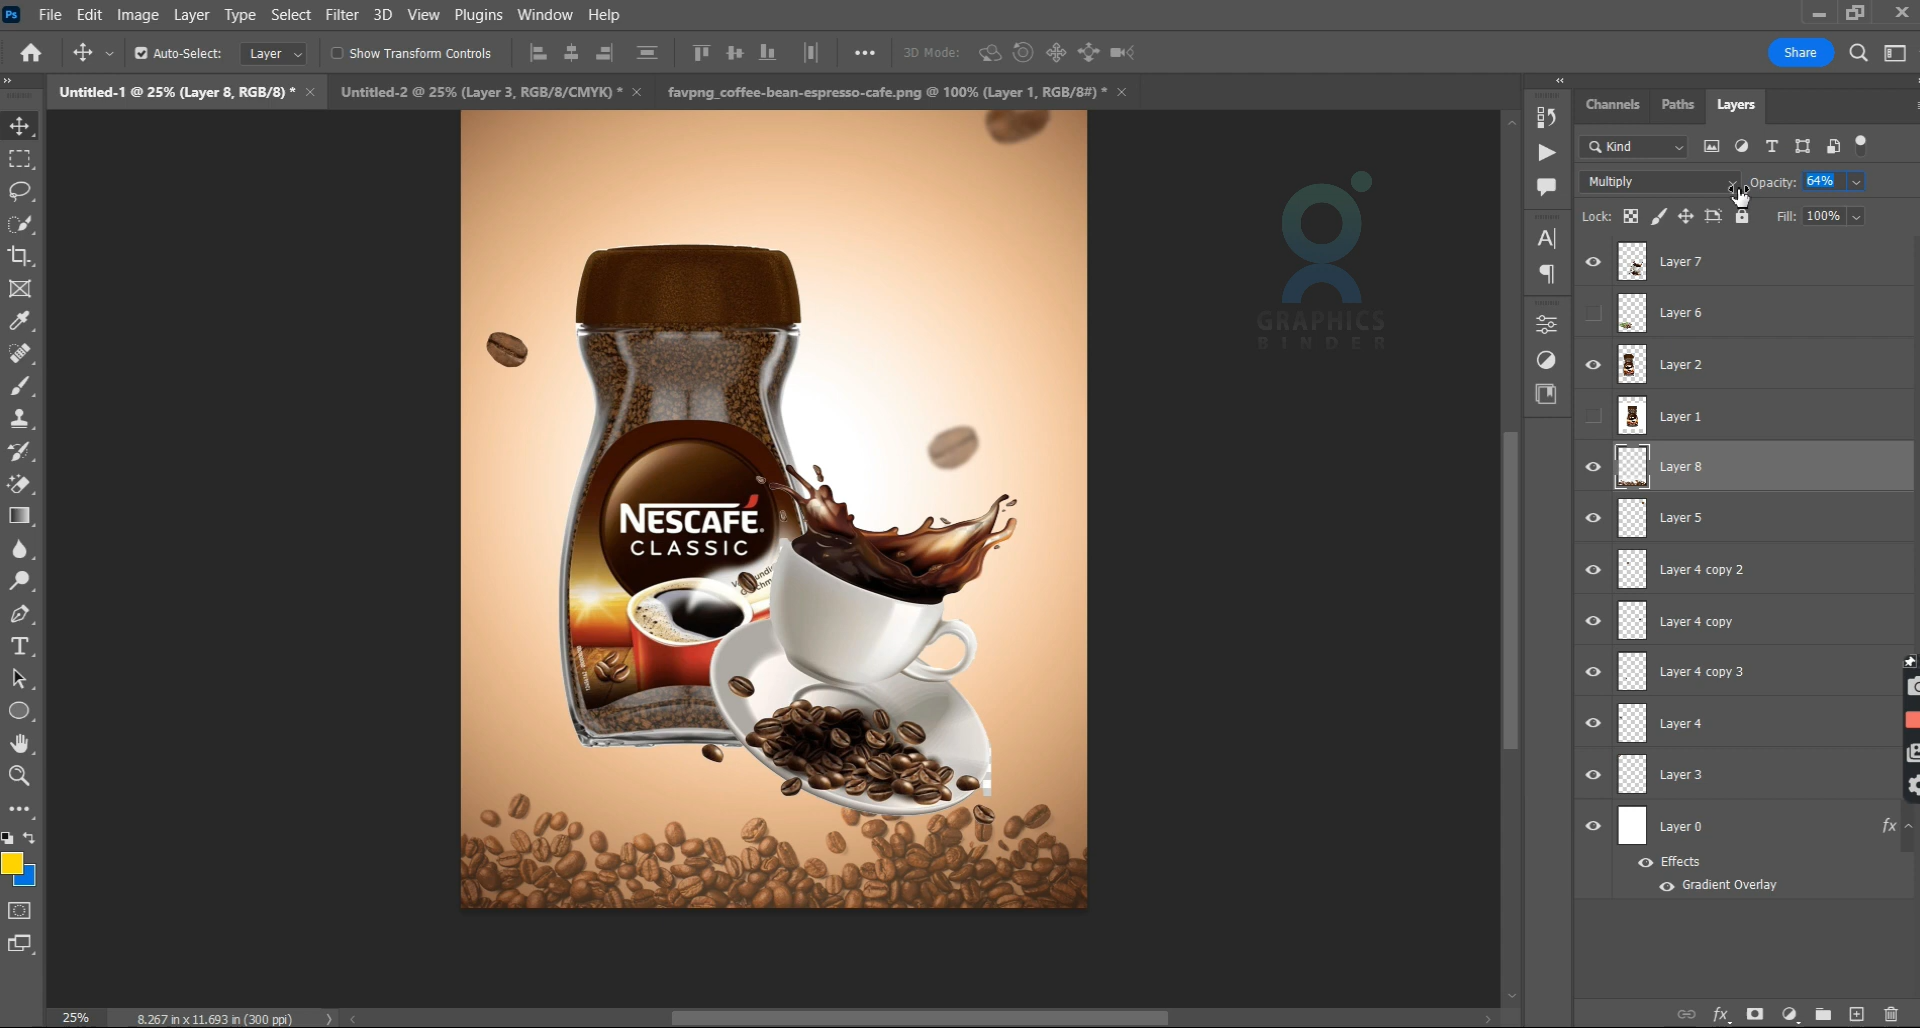 Ps File Edit Image Layer Type Select Filter 3D View Plugins Window Help
Auto-Select: Layer Show Transform Controls 3D Mode: Share
Untitled-1 @ 25% (Layer 8, RGB/8) * Untitled-2 @ 25% (Layer 3, RGB/8/CMYK) * favpng_coffee-bean-espresso-cafe.png @ 100% (Layer 1, RGB/8#) *
Channels Paths Layers
Kind
Multiply Opacity: 64%
Lock: Fill: 100%
Layer 7
Layer 6
Layer 2
Layer 1
Layer 8
Layer 5
Layer 4 copy 2
Layer 4 copy
Layer 4 copy 3
Layer 4
Layer 3
Layer 0 fx
Effects
Gradient Overlay
GRAPHICS
BINDER
NESCAFÉ
CLASSIC
25% 8.267 in x 11.693 in (300 ppi)
fx